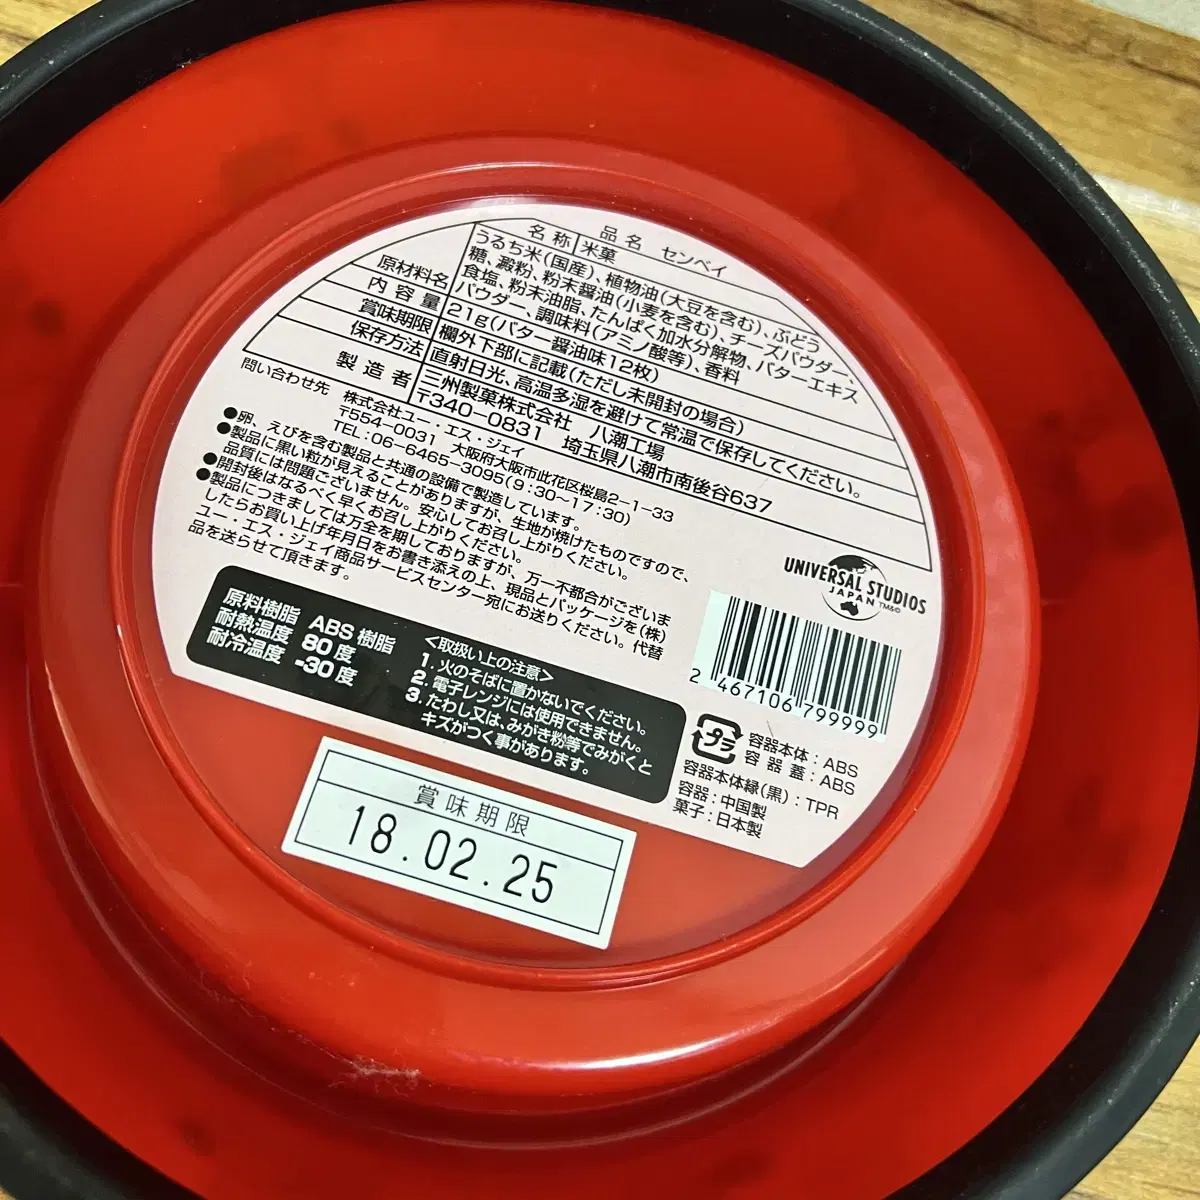 品名 センベイ
名称 米菓
原材料名 うるち米(国産)、植物油(大豆を含む)、ぶどう
糖、澱粉、粉末醤油(小麦を含む)、チーズパウダー、
食塩、粉末油脂、たんぱく加水分解物、バターエキス
パウダー、調味料(アミノ酸等)、香料
内容量 21g(バター醤油味12枚)
賞味期限 欄外下部に記載(ただし未開封の場合)
保存方法 直射日光、高温多湿を避けて常温で保存してください。
製造者 二州製菓株式会社 八潮工場
〒340-0831 埼玉県八潮市南後谷637
問い合わせ先 株式会社ユー・エス・ジェイ
〒554-0031 大阪府大阪市此花区桜島2-1-33
TEL:06-6465-3095(9:30〜17:30)
●卵、えびを含む製品と共通の設備で製造しています。
●製品に黒い粒が見えることがありますが、生地が焼けたものですので、
品質には問題ございません。安心してお召し上がりください。
●開封後はなるべく早くお召し上がりください。
●製品につきましては万全を期しておりますが、万一不都合がございま
したらお買い上げ年月日をお書き添えの上、現品とパッケージを(株)
ユー・エス・ジェイ商品サービスセンター宛にお送りください。代替
品を送らせて頂きます。
UNIVERSAL STUDIOS
JAPAN TM&©
2 467106 799999
原料樹脂 ABS樹脂
耐熱温度 80度
耐冷温度 -30度
<取扱い上の注意>
1. 火のそばに置かないでください。
2. 電子レンジには使用できません。
3. たわし又は、みがき粉等でみがくと
キズがつく事があります。
プラ
容器本体:ABS
容器蓋:ABS
容器本体縁(黒):TPR
容器:中国製
菓子:日本製
賞味期限
18.02.25